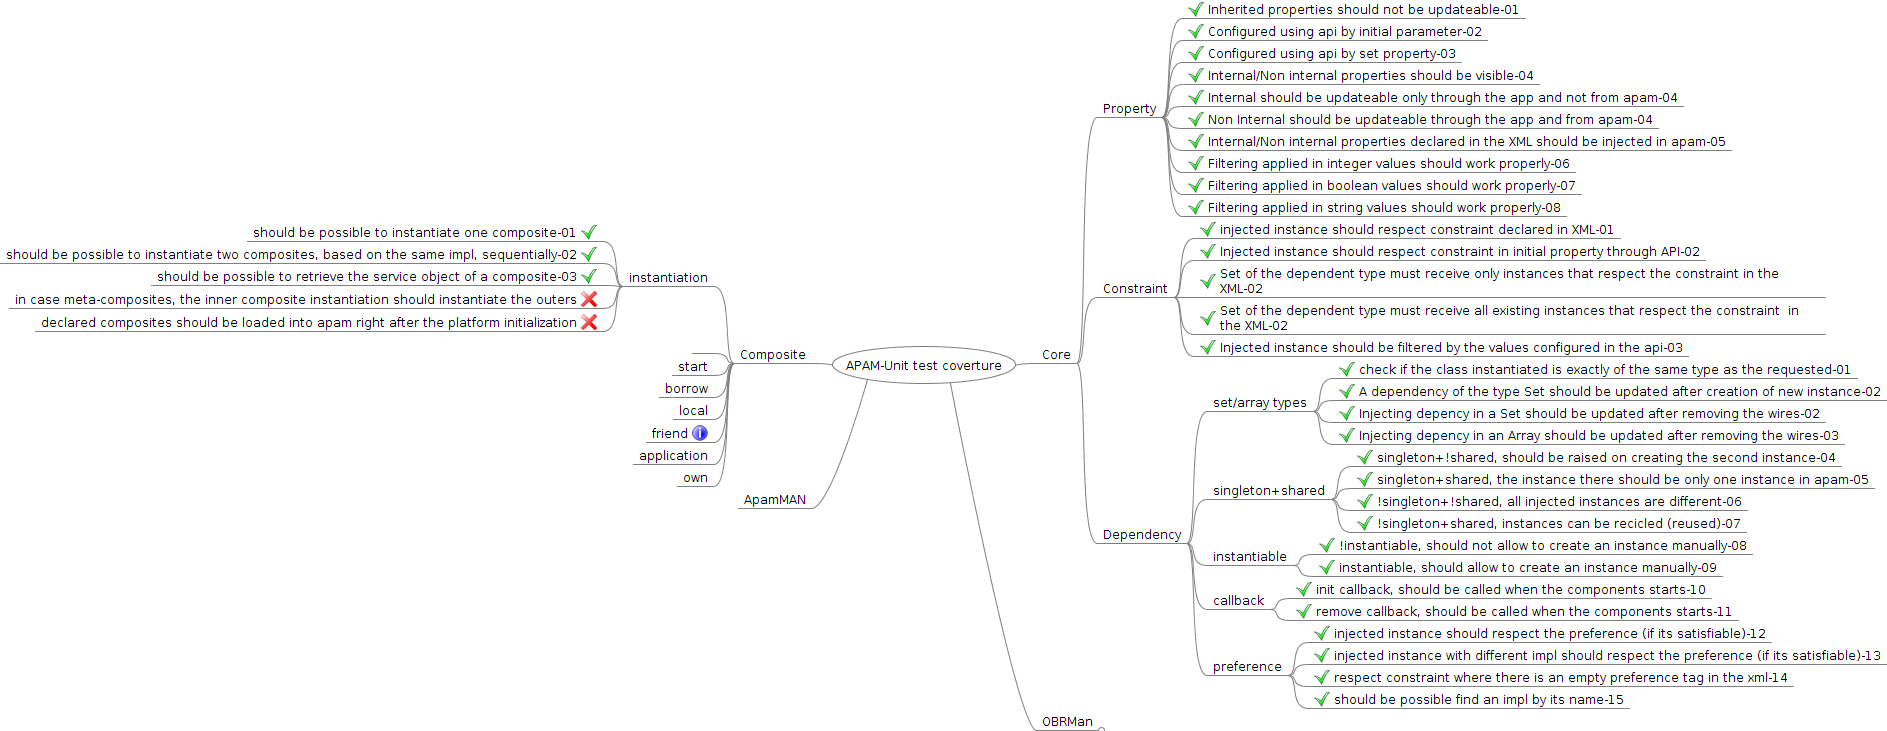 APAM-Unit test coverture
Core
Property
Inherited properties should not be updateable-01
Configured using api by initial parameter-02
Configured using api by set property-03
Internal/Non internal properties should be visible-04
Internal should be updateable only through the app and not from apam-04
Non Internal should be updateable through the app and from apam-04
Internal/Non internal properties declared in the XML should be injected in apam-05
Filtering applied in integer values should work properly-06
Filtering applied in boolean values should work properly-07
Filtering applied in string values should work properly-08
Constraint
injected instance should respect constraint declared in XML-01
Injected instance should respect constraint in initial property through API-02
Set of the dependent type must receive only instances that respect the constraint in the
XML-02
Set of the dependent type must receive all existing instances that respect the constraint  in
the XML-02
Injected instance should be filtered by the values configured in the api-03
Dependency
set/array types
check if the class instantiated is exactly of the same type as the requested-01
A dependency of the type Set should be updated after creation of new instance-02
Injecting depency in a Set should be updated after removing the wires-02
Injecting depency in an Array should be updated after removing the wires-03
singleton+shared
singleton+!shared, should be raised on creating the second instance-04
singleton+shared, the instance there should be only one instance in apam-05
!singleton+!shared, all injected instances are different-06
!singleton+shared, instances can be recicled (reused)-07
instantiable
!instantiable, should not allow to create an instance manually-08
instantiable, should allow to create an instance manually-09
callback
init callback, should be called when the components starts-10
remove callback, should be called when the components starts-11
preference
injected instance should respect the preference (if its satisfiable)-12
injected instance with different impl should respect the preference (if its satisfiable)-13
respect constraint where there is an empty preference tag in the xml-14
should be possible find an impl by its name-15
Composite
instantiation
should be possible to instantiate one composite-01
should be possible to instantiate two composites, based on the same impl, sequentially-02
should be possible to retrieve the service object of a composite-03
in case meta-composites, the inner composite instantiation should instantiate the outers
declared composites should be loaded into apam right after the platform initialization
start
borrow
local
friend
application
own
ApamMAN
OBRMan